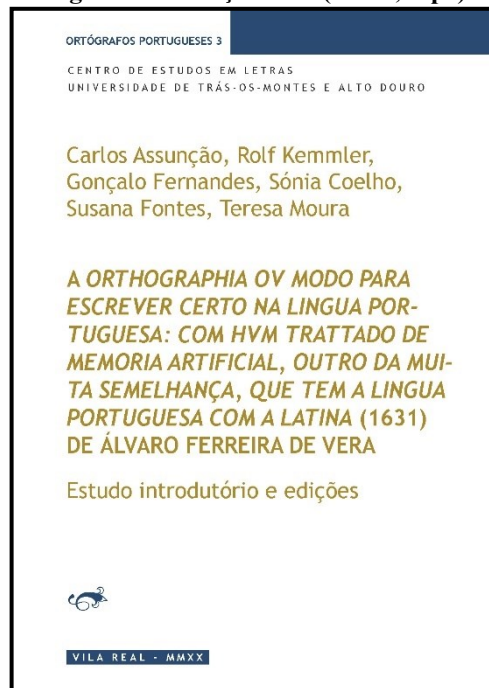 ORTÓGRAFOS PORTUGUESES 3
CENTRO DE ESTUDOS EM LETRAS
UNIVERSIDADE DE TRÁS-OS-MONTES E ALTO DOURO
Carlos Assunção, Rolf Kemmler,
Gonçalo Fernandes, Sónia Coelho,
Susana Fontes, Teresa Moura
A ORTHOGRAPHIA OV MODO PARA
ESCREVER CERTO NA LINGUA POR-
TUGUESA: COM HVM TRATTADO DE
MEMORIA ARTIFICIAL, OUTRO DA MUI-
TA SEMELHANÇA, QUE TEM A LINGUA
PORTUGUESA COM A LATINA (1631)
DE ÁLVARO FERREIRA DE VERA
Estudo introdutório e edições
VILA REAL - MMXX